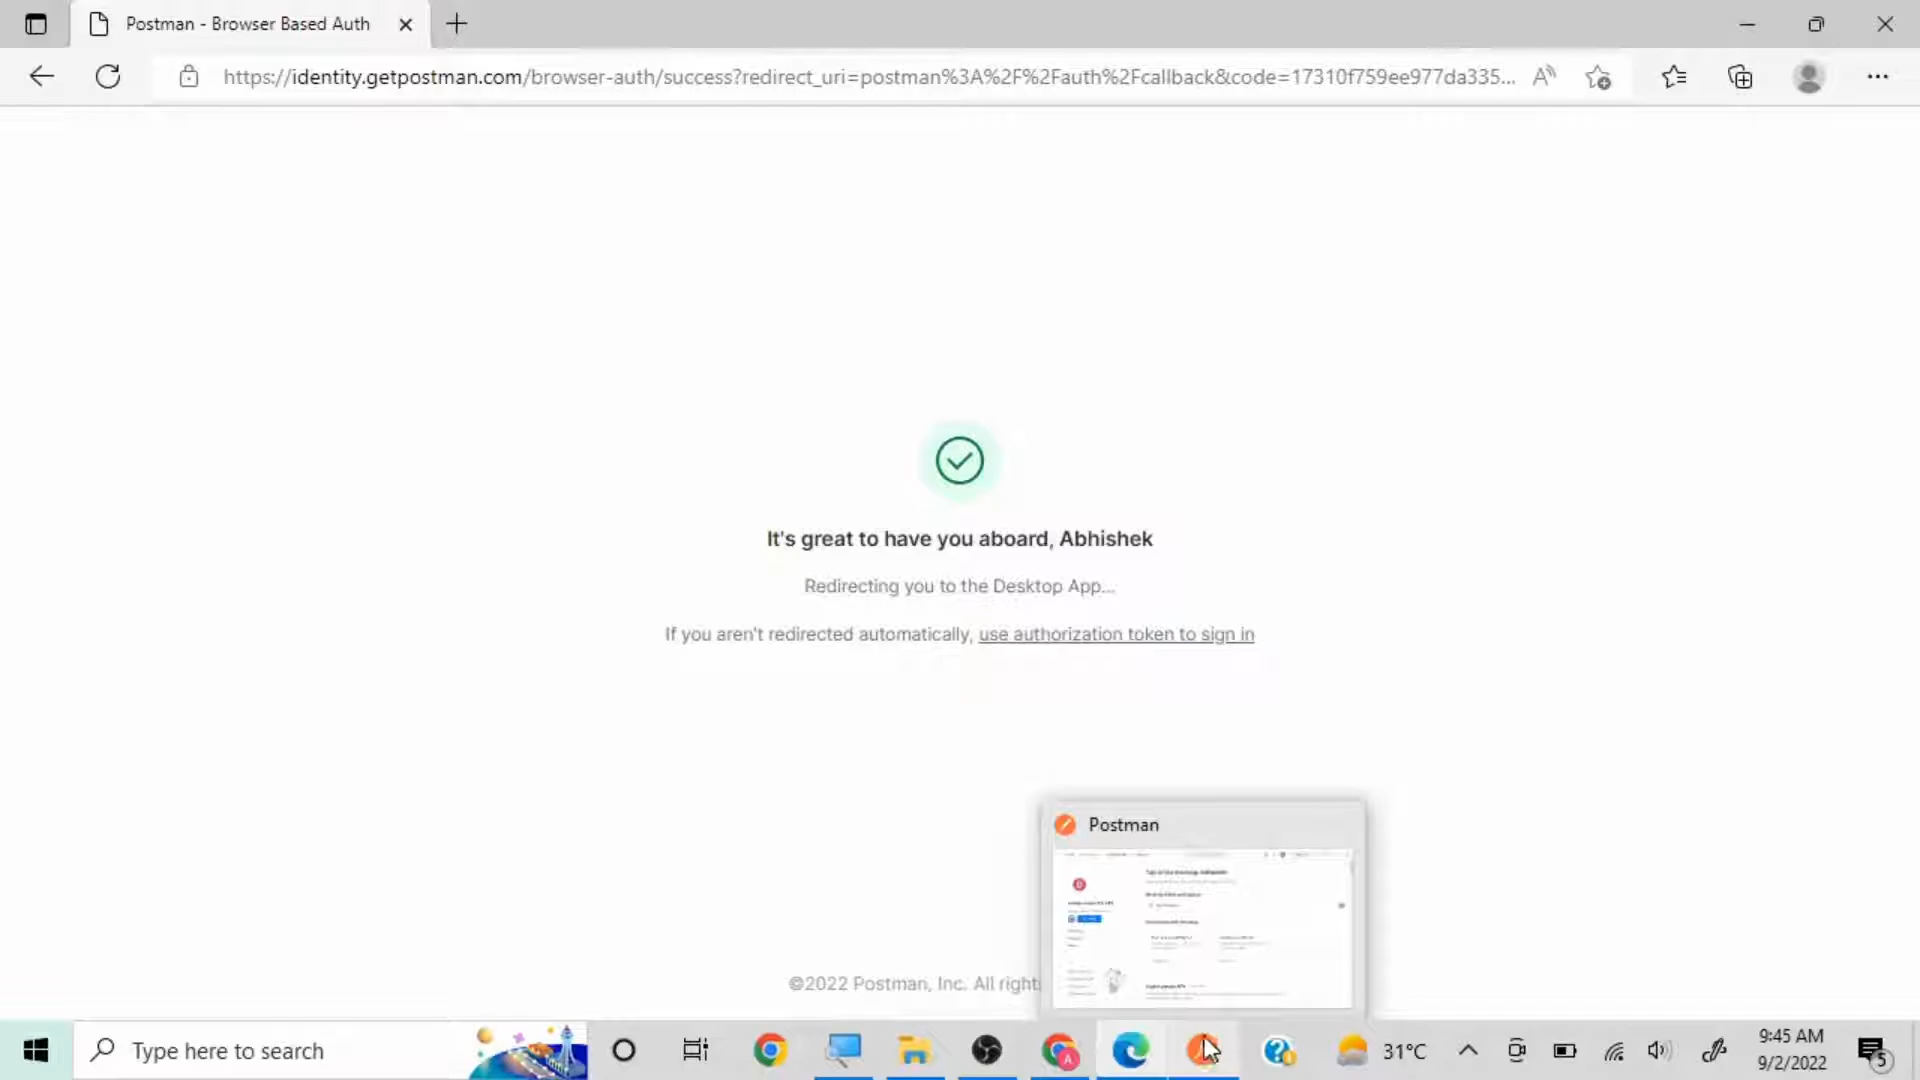 Postman - Browser Based Auth
https://identity.getpostman.com/browser-auth/success?redirect_uri=postman%3A%2F%2Fauth%2Fcallback&code=17310f759ee977da335...
It's great to have you aboard, Abhishek
Redirecting you to the Desktop App...
If you aren't redirected automatically, use authorization token to sign in
Postman
©2022 Postman, Inc. All right
Type here to search
A
31°C
9:45 AM
9/2/2022
5